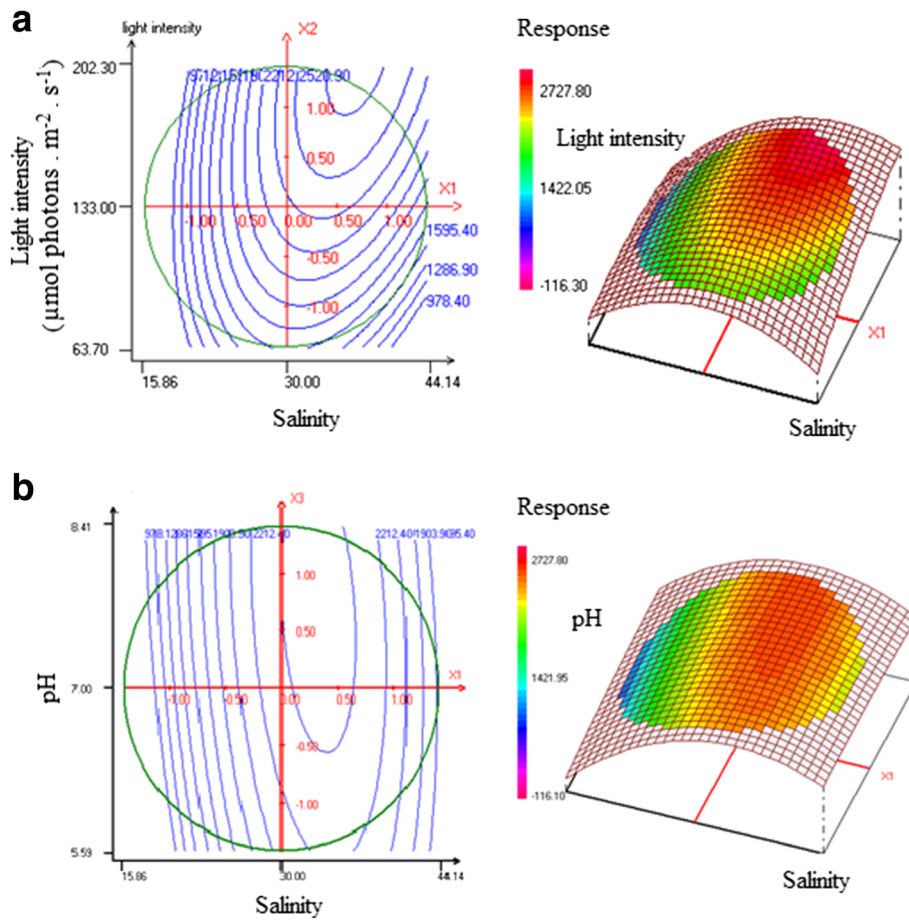 a
light intensity
X2
202.30
2520.90
1.00
0.50
X1
133.00
-1.00 -0.50 0.00 0.50 1.00
1595.40
-0.50
1286.90
-1.00
978.40
63.70
15.86 30.00 44.14
Salinity
Light intensity
(µmol photons . m-2 . s-1)
Response
2727.80
Light intensity
1422.05
-116.30
X1
Salinity
b
X3
8.41
2212.40
1.00
0.50
X1
7.00
-1.00 -0.50 0.00 0.50 1.00
-0.50
-1.00
5.59
15.86 30.00 44.14
Salinity
pH
Response
2727.80
pH
1421.95
-116.10
X1
Salinity